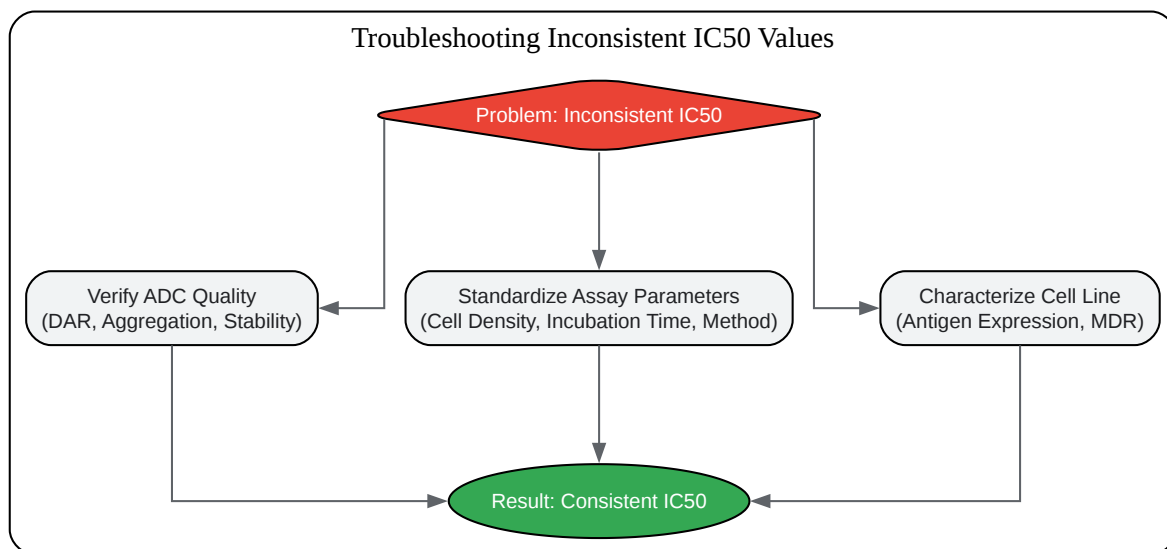 Troubleshooting Inconsistent IC50 Values
Problem: Inconsistent IC50
Verify ADC Quality
(DAR, Aggregation, Stability)
Standardize Assay Parameters
(Cell Density, Incubation Time, Method)
Characterize Cell Line
(Antigen Expression, MDR)
Result: Consistent IC50